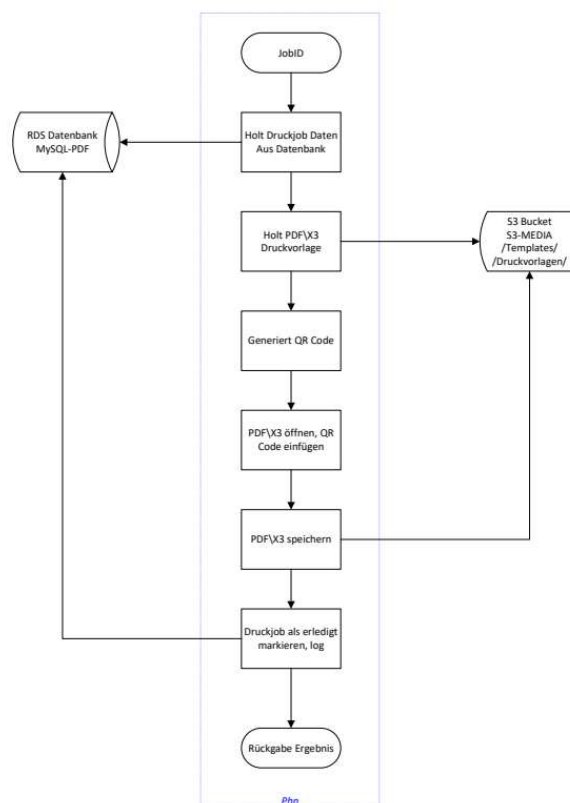 JobID
RDS Datenbank
MySQL-PDF
Holt Druckjob Daten
Aus Datenbank
Holt PDF\X3
Druckvorlage
S3 Bucket
S3-MEDIA
/Templates/
/Druckvorlagen/
Generiert QR Code
PDF\X3 öffnen, QR
Code einfügen
PDF\X3 speichern
Druckjob als erledigt
markieren, log
Rückgabe Ergebnis
Php